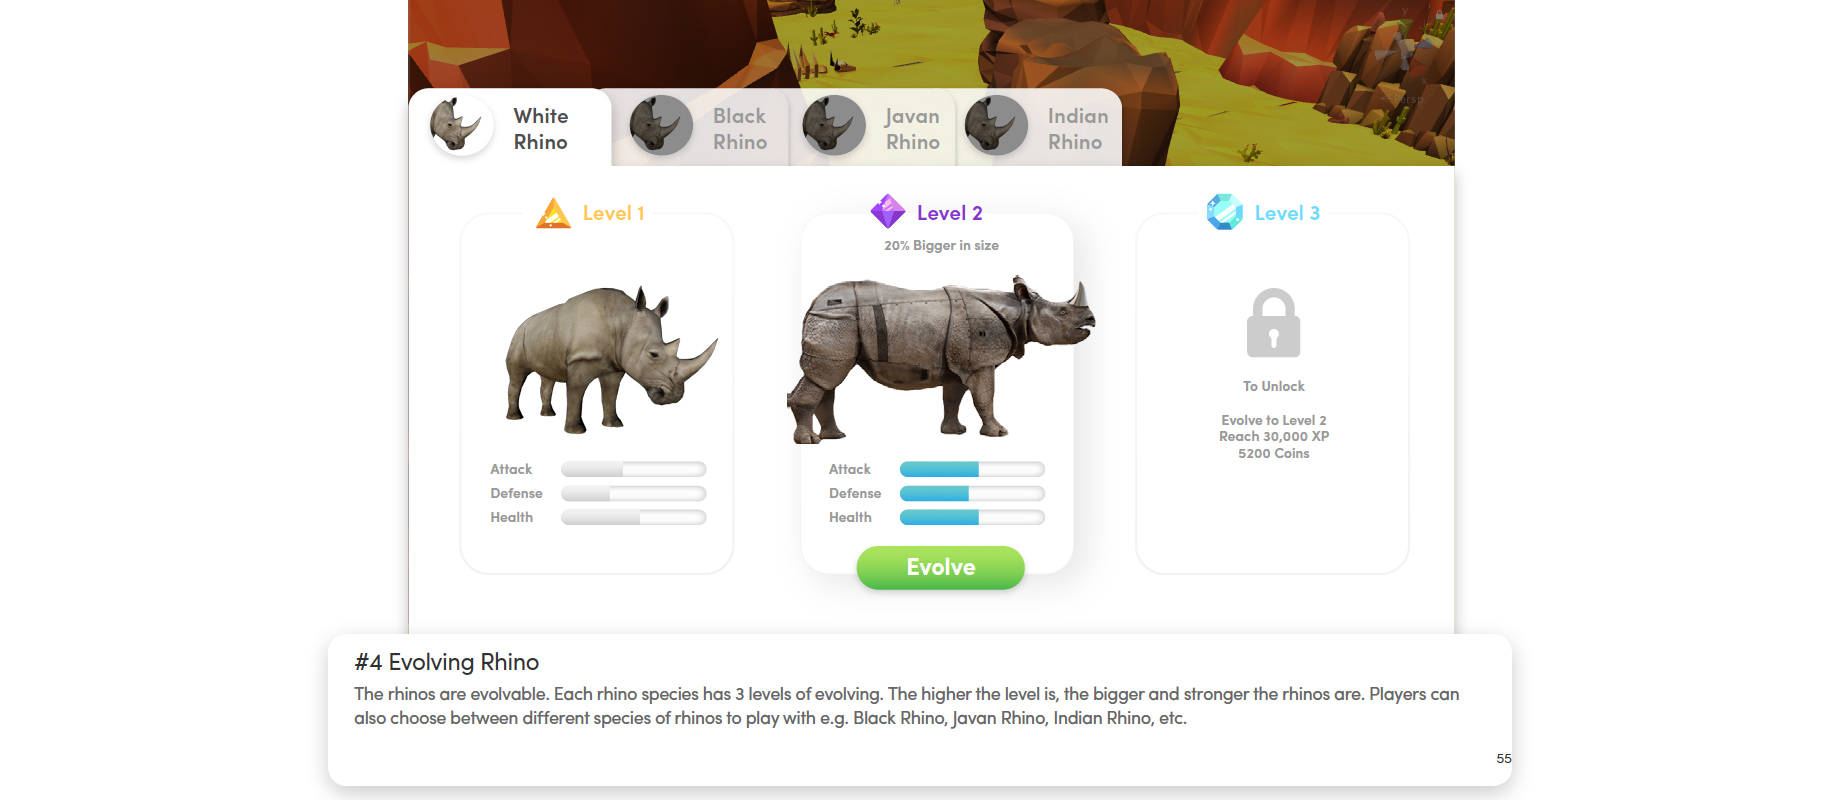 White
Rhino
Black
Rhino
Javan
Rhino
Indian
Rhino
Level 1
Level 2
Level 3
20% Bigger in size
To Unlock
Evolve to Level 2
Reach 30,000 XP
5200 Coins
Attack
Defense
Health
Attack
Defense
Health
Evolve
#4 Evolving Rhino
The rhinos are evolvable. Each rhino species has 3 levels of evolving. The higher the level is, the bigger and stronger the rhinos are. Players can
also choose between different species of rhinos to play with e.g. Black Rhino, Javan Rhino, Indian Rhino, etc.
55